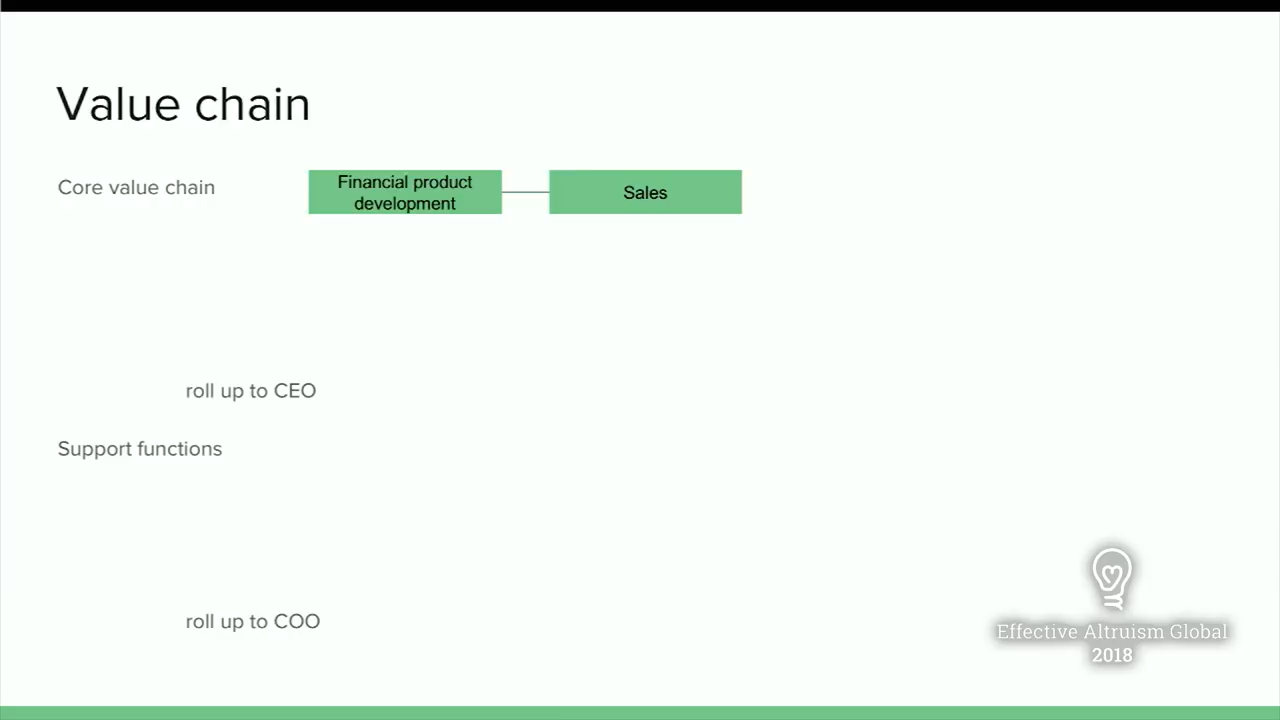 Value chain
Core value chain
Financial product
development
Sales
roll up to CEO
Support functions
roll up to COO
Effective Altruism Global
2018